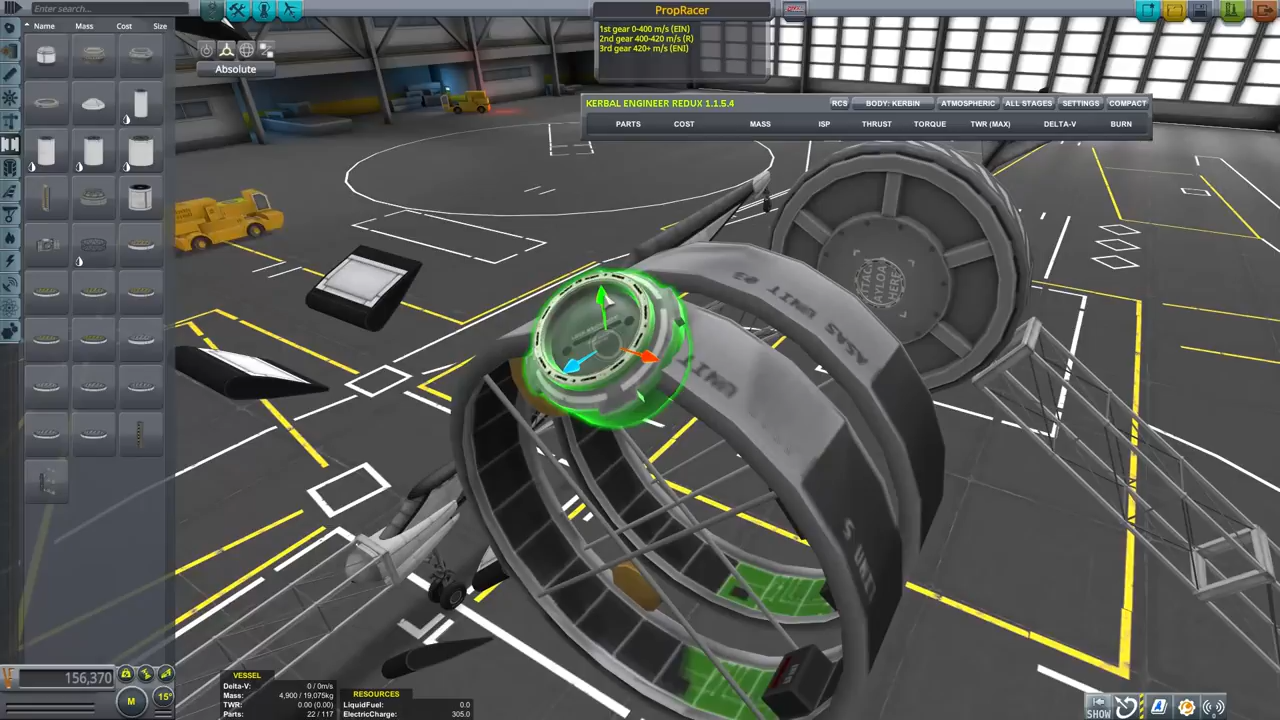 Enter search...
PropRacer
1st gear 0-400 m/s (EIN)
2nd gear 400-420 m/s (R)
3rd gear 420+ m/s (ENI)
Name Mass Cost Size
Absolute
KERBAL ENGINEER REDUX 1.1.5.4 RCS BODY: KERBIN ATMOSPHERIC ALL STAGES SETTINGS COMPACT
PARTS COST MASS ISP THRUST TORQUE TWR (MAX) DELTA-V BURN
ATTACH
PAYLOAD
HERE
ASAS UNIT 03
UNIT
S UNIT
156,370
M
15°
VESSEL
Delta-V: 0 / 0m/s
Mass: 4,900 / 19,075kg
TWR: 0.00 (0.00)
Parts: 22 / 117
RESOURCES
LiquidFuel: 0.0
ElectricCharge: 305.0
SHOW
A